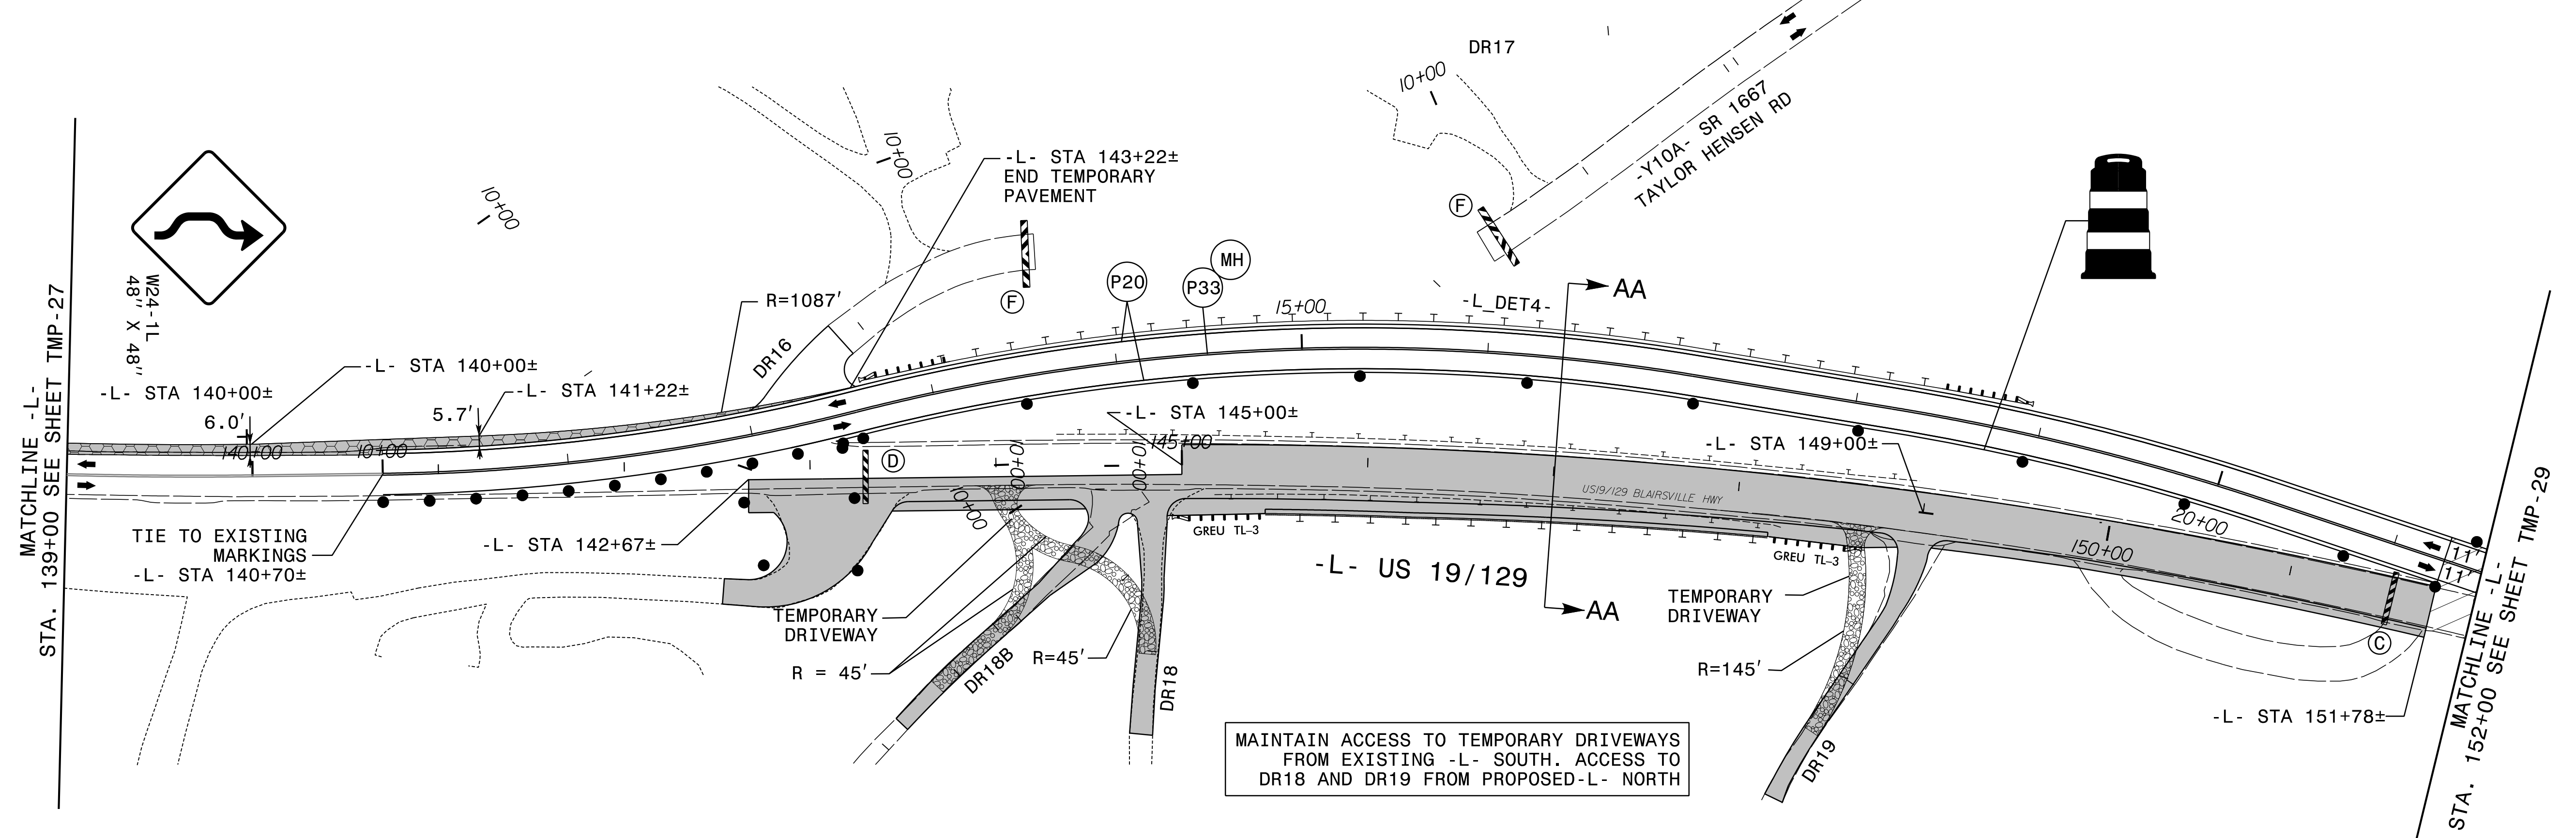 MATCHLINE -L-
STA. 139+00 SEE SHEET TMP-27
W24-1L
48" X 48"
10+00
10+00
-L- STA 143+22±
END TEMPORARY
PAVEMENT
DR17
10+00
-Y10A- SR 1667
TAYLOR HENSEN RD
F
F
MH
P20
P33
15+00
-L_DET4-
AA
R=1087'
DR16
-L- STA 140+00±
-L- STA 140+00±
-L- STA 141+22±
6.0'
5.7'
140+00
10+00
D
-L- STA 145+00±
145+00
10+00
10+00
10+00
-L- STA 149+00±
US19/129 BLAIRSVILLE HWY
20+00
150+00
11'
11'
TIE TO EXISTING
MARKINGS
-L- STA 140+70±
-L- STA 142+67±
GREU TL-3
GREU TL-3
-L- US 19/129
AA
TEMPORARY
DRIVEWAY
R = 45'
DR18B
R=45'
DR18
TEMPORARY
DRIVEWAY
R=145'
DR19
C
-L- STA 151+78±
MAINTAIN ACCESS TO TEMPORARY DRIVEWAYS
FROM EXISTING -L- SOUTH. ACCESS TO
DR18 AND DR19 FROM PROPOSED-L- NORTH
MATCHLINE -L-
STA. 152+00 SEE SHEET TMP-29